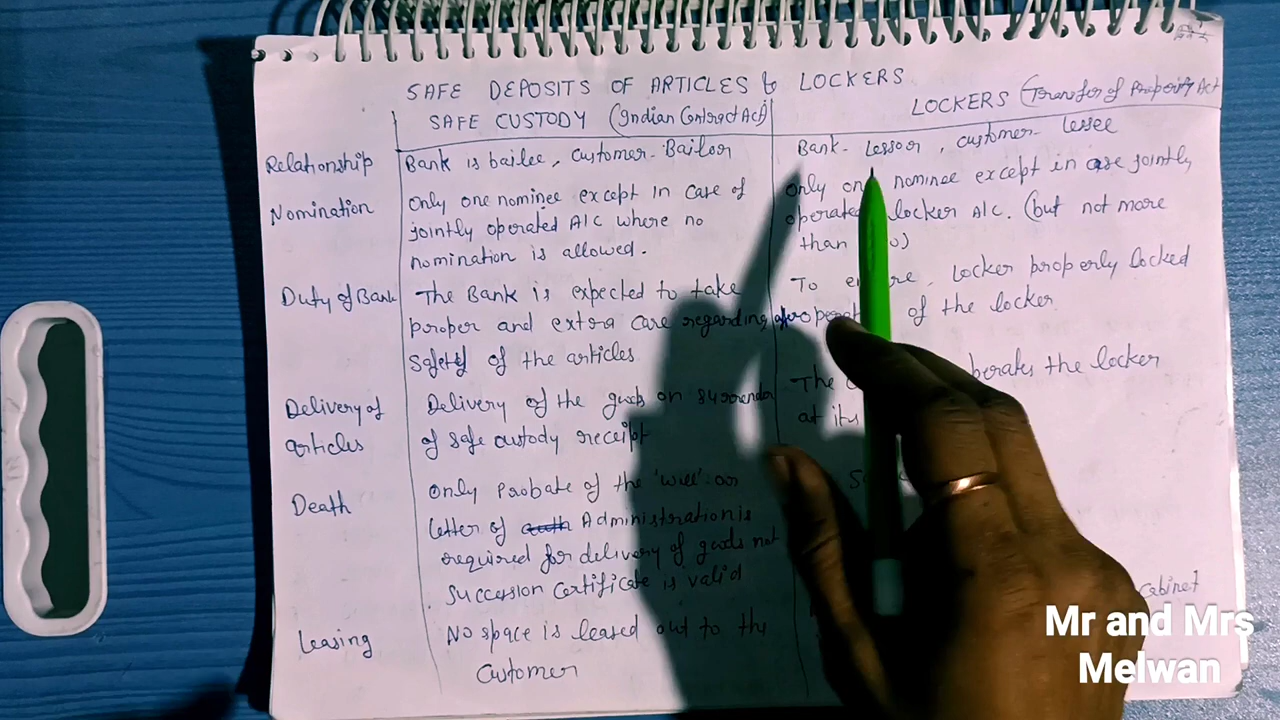 SAFE DEPOSITS OF ARTICLES & LOCKERS
SAFE CUSTODY (Indian Contract Act)
LOCKERS (Transfer of Property Act
Relationship
Bank is bailee, Customer - Bailor
Bank - Lessor, customer - lessee
Nomination
Only one nominee except in case of
jointly operated A/C where no
nomination is allowed.
Only one nominee except in case jointly
operated locker A/C. (but not more
than
Duty of Bank
The Bank is expected to take
proper and extra care regarding
safety of the articles
To locker properly locked
of the locker
Delivery of
articles
Delivery of the goods on surrender
of safe custody receipt
The the locker
at its
Death
Only Probate of the 'will' or
letter of Administration is
required for delivery of goods not
Succession Certificate is valid
Leasing
No space is leased out to the
Customer
cabinet
Mr and Mrs
Melwan